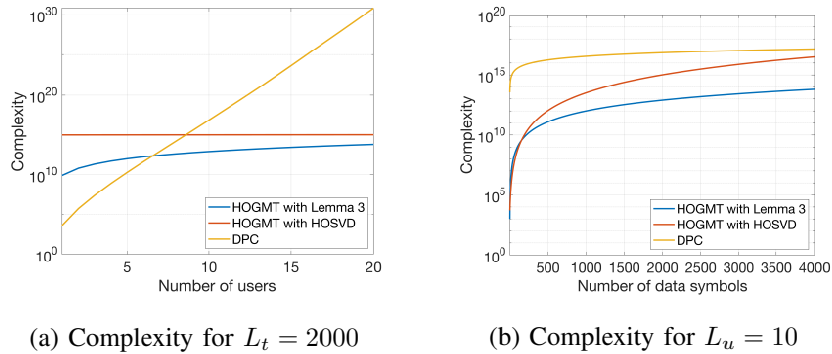 10^30
10^20
10^10
10^0
Complexity
5 10 15 20
Number of users
HOGMT with Lemma 3
HOGMT with HOSVD
DPC
(a) Complexity for L_t = 2000
10^20
10^15
10^10
10^5
10^0
Complexity
500 1000 1500 2000 2500 3000 3500 4000
Number of data symbols
HOGMT with Lemma 3
HOGMT with HOSVD
DPC
(b) Complexity for L_u = 10